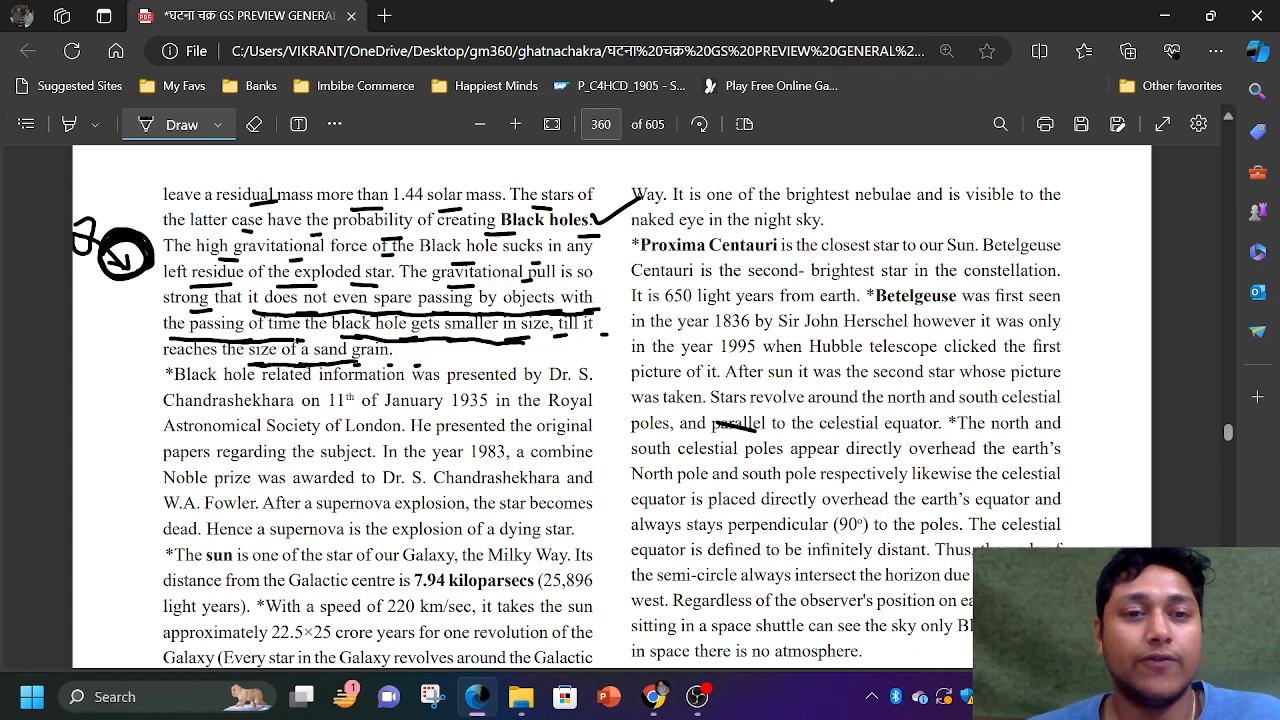 *घटना चक्र GS PREVIEW GENERAL
File C:/Users/VIKRANT/OneDrive/Desktop/gm360/ghatnachakra/घटना%20चक्र%20GS%20PREVIEW%20GENERAL%2...
Suggested Sites My Favs Banks Imbibe Commerce Happiest Minds P_C4HCD_1905 - S... Play Free Online Ga... Other favorites
Draw 360 of 605
leave a residual mass more than 1.44 solar mass. The stars of
the latter case have the probability of creating Black holes.
The high gravitational force of the Black hole sucks in any
left residue of the exploded star. The gravitational pull is so
strong that it does not even spare passing by objects with
the passing of time the black hole gets smaller in size, till it
reaches the size of a sand grain.
*Black hole related information was presented by Dr. S.
Chandrashekhara on 11th of January 1935 in the Royal
Astronomical Society of London. He presented the original
papers regarding the subject. In the year 1983, a combine
Noble prize was awarded to Dr. S. Chandrashekhara and
W.A. Fowler. After a supernova explosion, the star becomes
dead. Hence a supernova is the explosion of a dying star.
*The sun is one of the star of our Galaxy, the Milky Way. Its
distance from the Galactic centre is 7.94 kiloparsecs (25,896
light years). *With a speed of 220 km/sec, it takes the sun
approximately 22.5×25 crore years for one revolution of the
Galaxy (Every star in the Galaxy revolves around the Galactic
Way. It is one of the brightest nebulae and is visible to the
naked eye in the night sky.
*Proxima Centauri is the closest star to our Sun. Betelgeuse
Centauri is the second- brightest star in the constellation.
It is 650 light years from earth. *Betelgeuse was first seen
in the year 1836 by Sir John Herschel however it was only
in the year 1995 when Hubble telescope clicked the first
picture of it. After sun it was the second star whose picture
was taken. Stars revolve around the north and south celestial
poles, and parallel to the celestial equator. *The north and
south celestial poles appear directly overhead the earth's
North pole and south pole respectively likewise the celestial
equator is placed directly overhead the earth's equator and
always stays perpendicular (90°) to the poles. The celestial
equator is defined to be infinitely distant. Thus, the
the semi-circle always intersect the horizon due
west. Regardless of the observer's position on
sitting in a space shuttle can see the sky only
in space there is no atmosphere.
Search